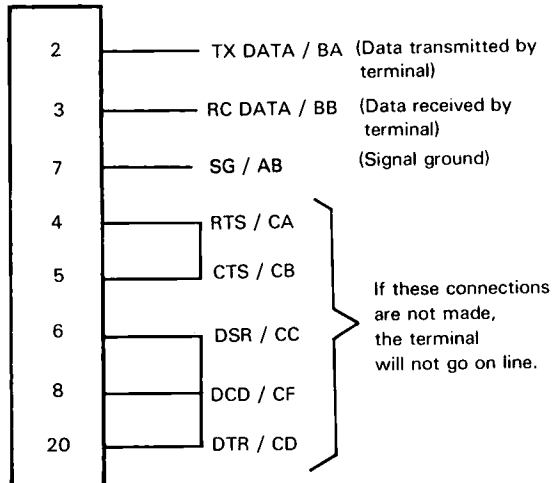 2 TX DATA / BA (Data transmitted by
terminal)
3 RC DATA / BB (Data received by
terminal)
7 SG / AB (Signal ground)
4 RTS / CA
5 CTS / CB
6 DSR / CC
8 DCD / CF
20 DTR / CD
If these connections
are not made,
the terminal
will not go on line.